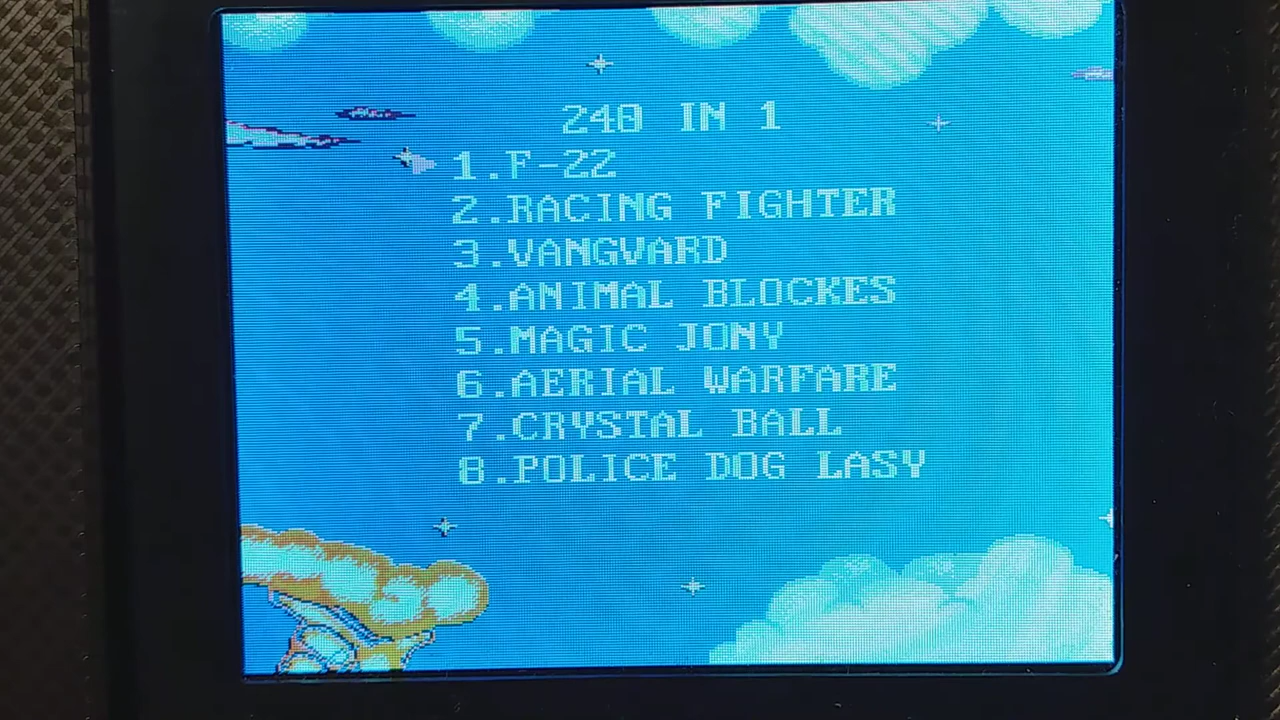 240 IN 1
1.F-22
2.RACING FIGHTER
3.VANGVARD
4.ANIMAL BLOCKES
5.MAGIC JONY
6.AERIAL WARFARE
7.CRYSTAL BALL
8.POLICE DOG LASY